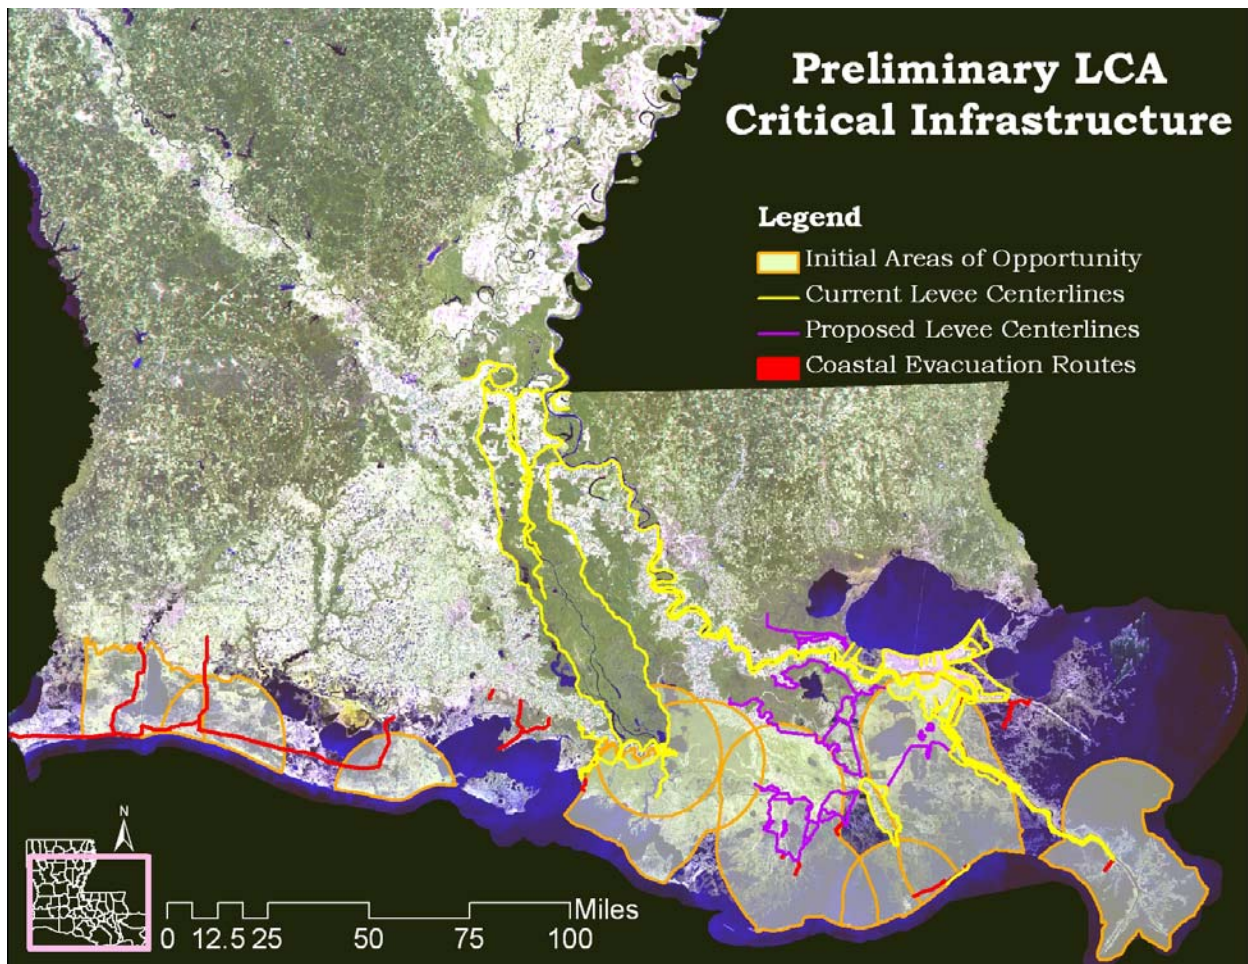 Preliminary LCA
Critical Infrastructure
Legend
Initial Areas of Opportunity
Current Levee Centerlines
Proposed Levee Centerlines
Coastal Evacuation Routes
N
Miles
0 12.5 25 50 75 100